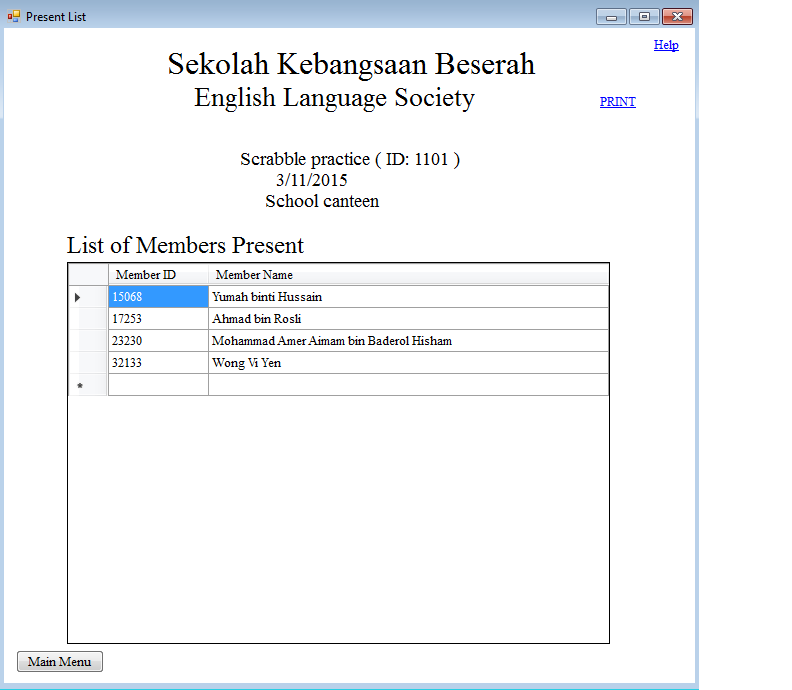 Present List
Help
Sekolah Kebangsaan Beserah
English Language Society
PRINT
Scrabble practice ( ID: 1101 )
3/11/2015
School canteen
List of Members Present
Member ID Member Name
15068 Yumah binti Hussain
17253 Ahmad bin Rosli
23230 Mohammad Amer Aimam bin Baderol Hisham
32133 Wong Vi Yen
*
Main Menu